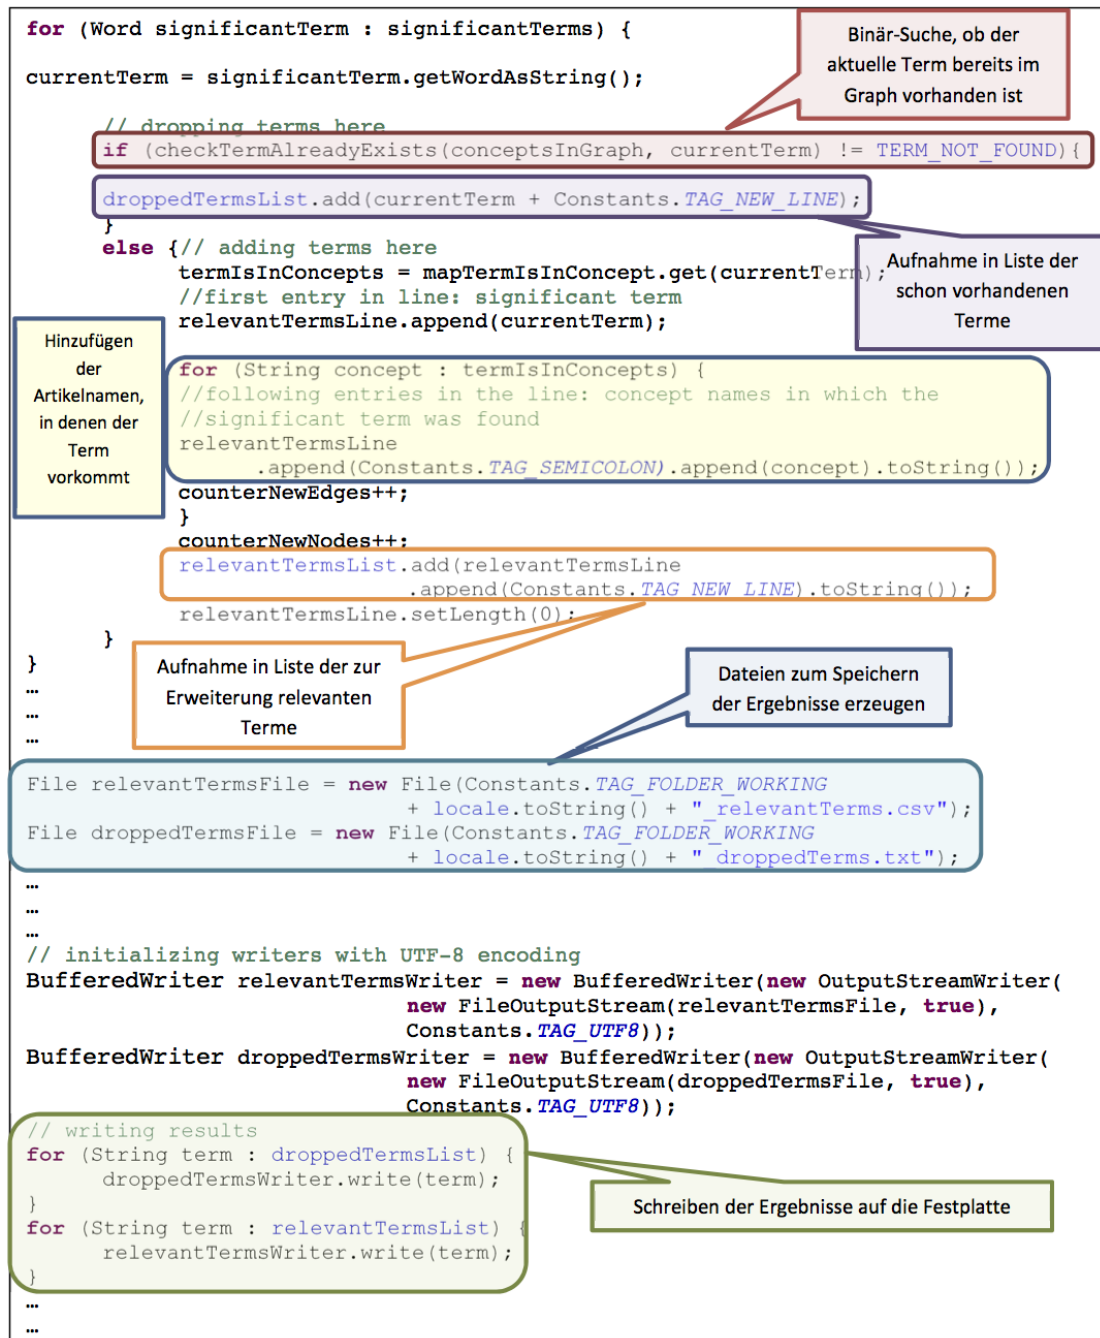 for (Word significantTerm : significantTerms) {
Binär-Suche, ob der
aktuelle Term bereits im
Graph vorhanden ist
currentTerm = significantTerm.getWordAsString();
// dropping terms here
if (checkTermAlreadyExists(conceptsInGraph, currentTerm) != TERM_NOT_FOUND){
droppedTermsList.add(currentTerm + Constants.TAG_NEW_LINE);
}
else {// adding terms here
termIsInConcepts = mapTermIsInConcept.get(currentTerm);
Aufnahme in Liste der
schon vorhandenen
Terme
//first entry in line: significant term
relevantTermsLine.append(currentTerm);
Hinzufügen
der
Artikelnamen,
in denen der
Term
vorkommt
for (String concept : termIsInConcepts) {
//following entries in the line: concept names in which the
//significant term was found
relevantTermsLine
.append(Constants.TAG_SEMICOLON).append(concept).toString());
counterNewEdges++;
}
counterNewNodes++;
relevantTermsList.add(relevantTermsLine
.append(Constants.TAG_NEW_LINE).toString());
relevantTermsLine.setLength(0);
}
Aufnahme in Liste der zur
Erweiterung relevanten
Terme
}
…
…
…
Dateien zum Speichern
der Ergebnisse erzeugen
File relevantTermsFile = new File(Constants.TAG_FOLDER_WORKING
+ locale.toString() + "_relevantTerms.csv");
File droppedTermsFile = new File(Constants.TAG_FOLDER_WORKING
+ locale.toString() + "_droppedTerms.txt");
…
…
…
// initializing writers with UTF-8 encoding
BufferedWriter relevantTermsWriter = new BufferedWriter(new OutputStreamWriter(
new FileOutputStream(relevantTermsFile, true),
Constants.TAG_UTF8));
BufferedWriter droppedTermsWriter = new BufferedWriter(new OutputStreamWriter(
new FileOutputStream(droppedTermsFile, true),
Constants.TAG_UTF8));
// writing results
for (String term : droppedTermsList) {
droppedTermsWriter.write(term);
}
Schreiben der Ergebnisse auf die Festplatte
for (String term : relevantTermsList) {
relevantTermsWriter.write(term);
}
…
…
…